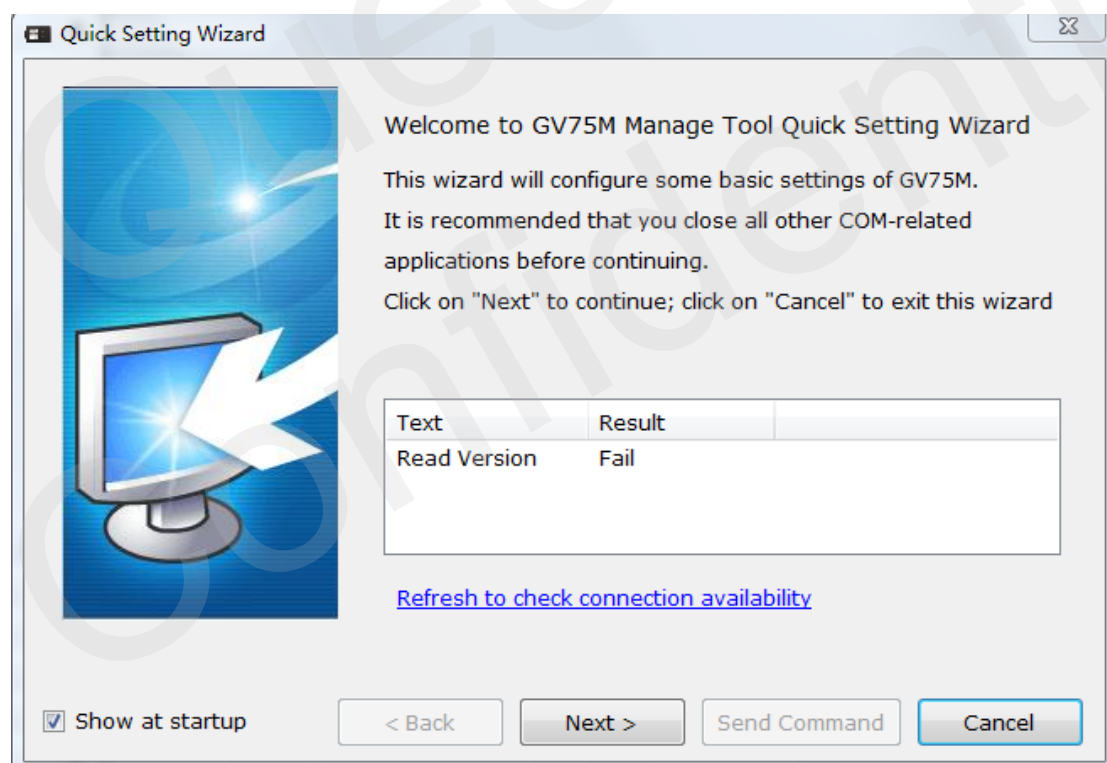 Quick Setting Wizard
Welcome to GV75M Manage Tool Quick Setting Wizard
This wizard will configure some basic settings of GV75M.
It is recommended that you close all other COM-related
applications before continuing.
Click on "Next" to continue; click on "Cancel" to exit this wizard
Text Result
Read Version Fail
Refresh to check connection availability
Show at startup < Back Next > Send Command Cancel